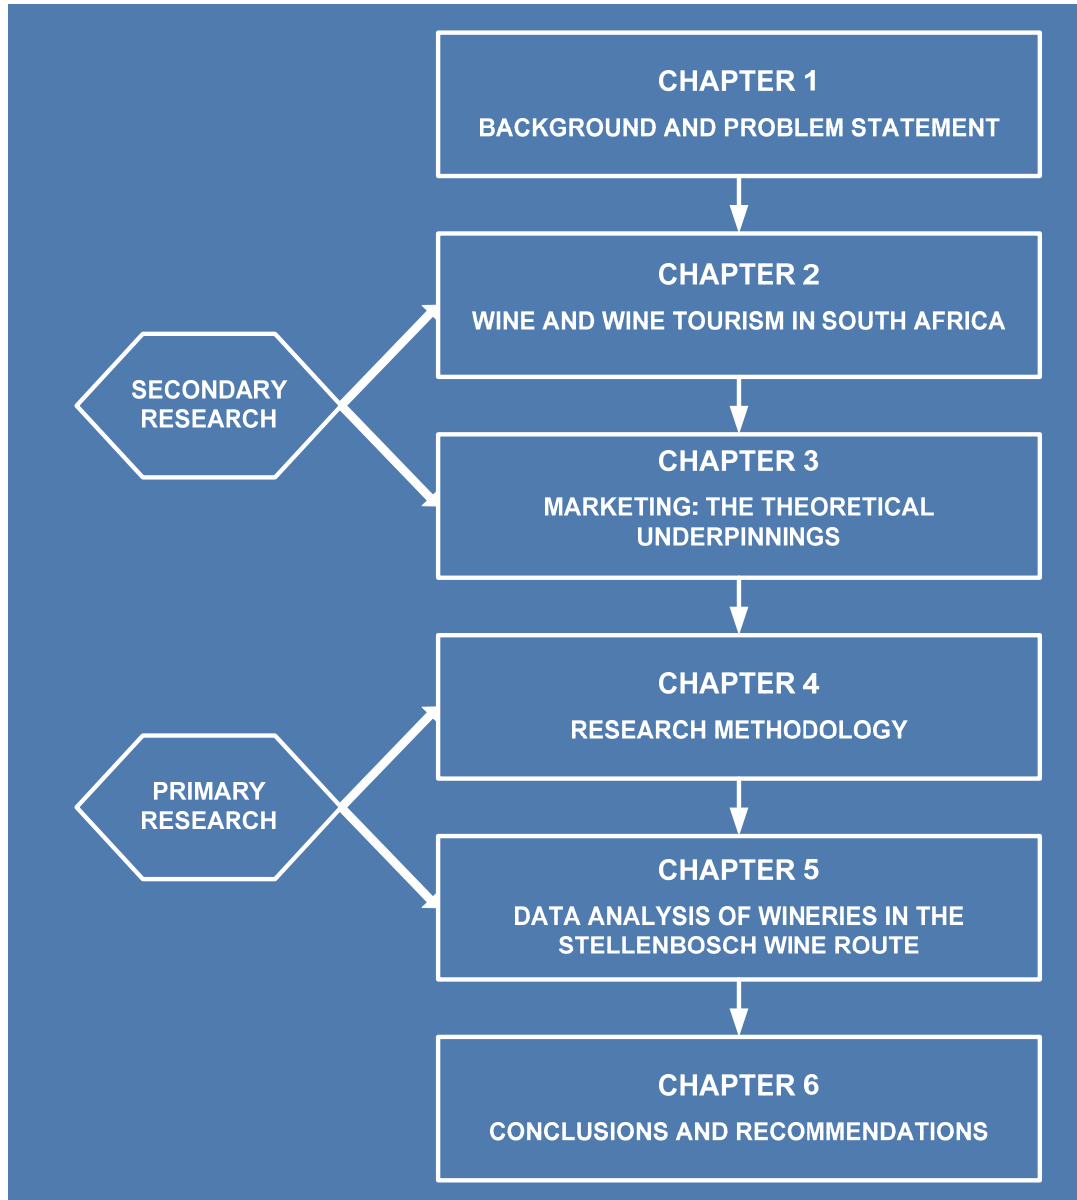 CHAPTER 1
BACKGROUND AND PROBLEM STATEMENT
CHAPTER 2
WINE AND WINE TOURISM IN SOUTH AFRICA
SECONDARY
RESEARCH
CHAPTER 3
MARKETING: THE THEORETICAL
UNDERPINNINGS
CHAPTER 4
RESEARCH METHODOLOGY
PRIMARY
RESEARCH
CHAPTER 5
DATA ANALYSIS OF WINERIES IN THE
STELLENBOSCH WINE ROUTE
CHAPTER 6
CONCLUSIONS AND RECOMMENDATIONS